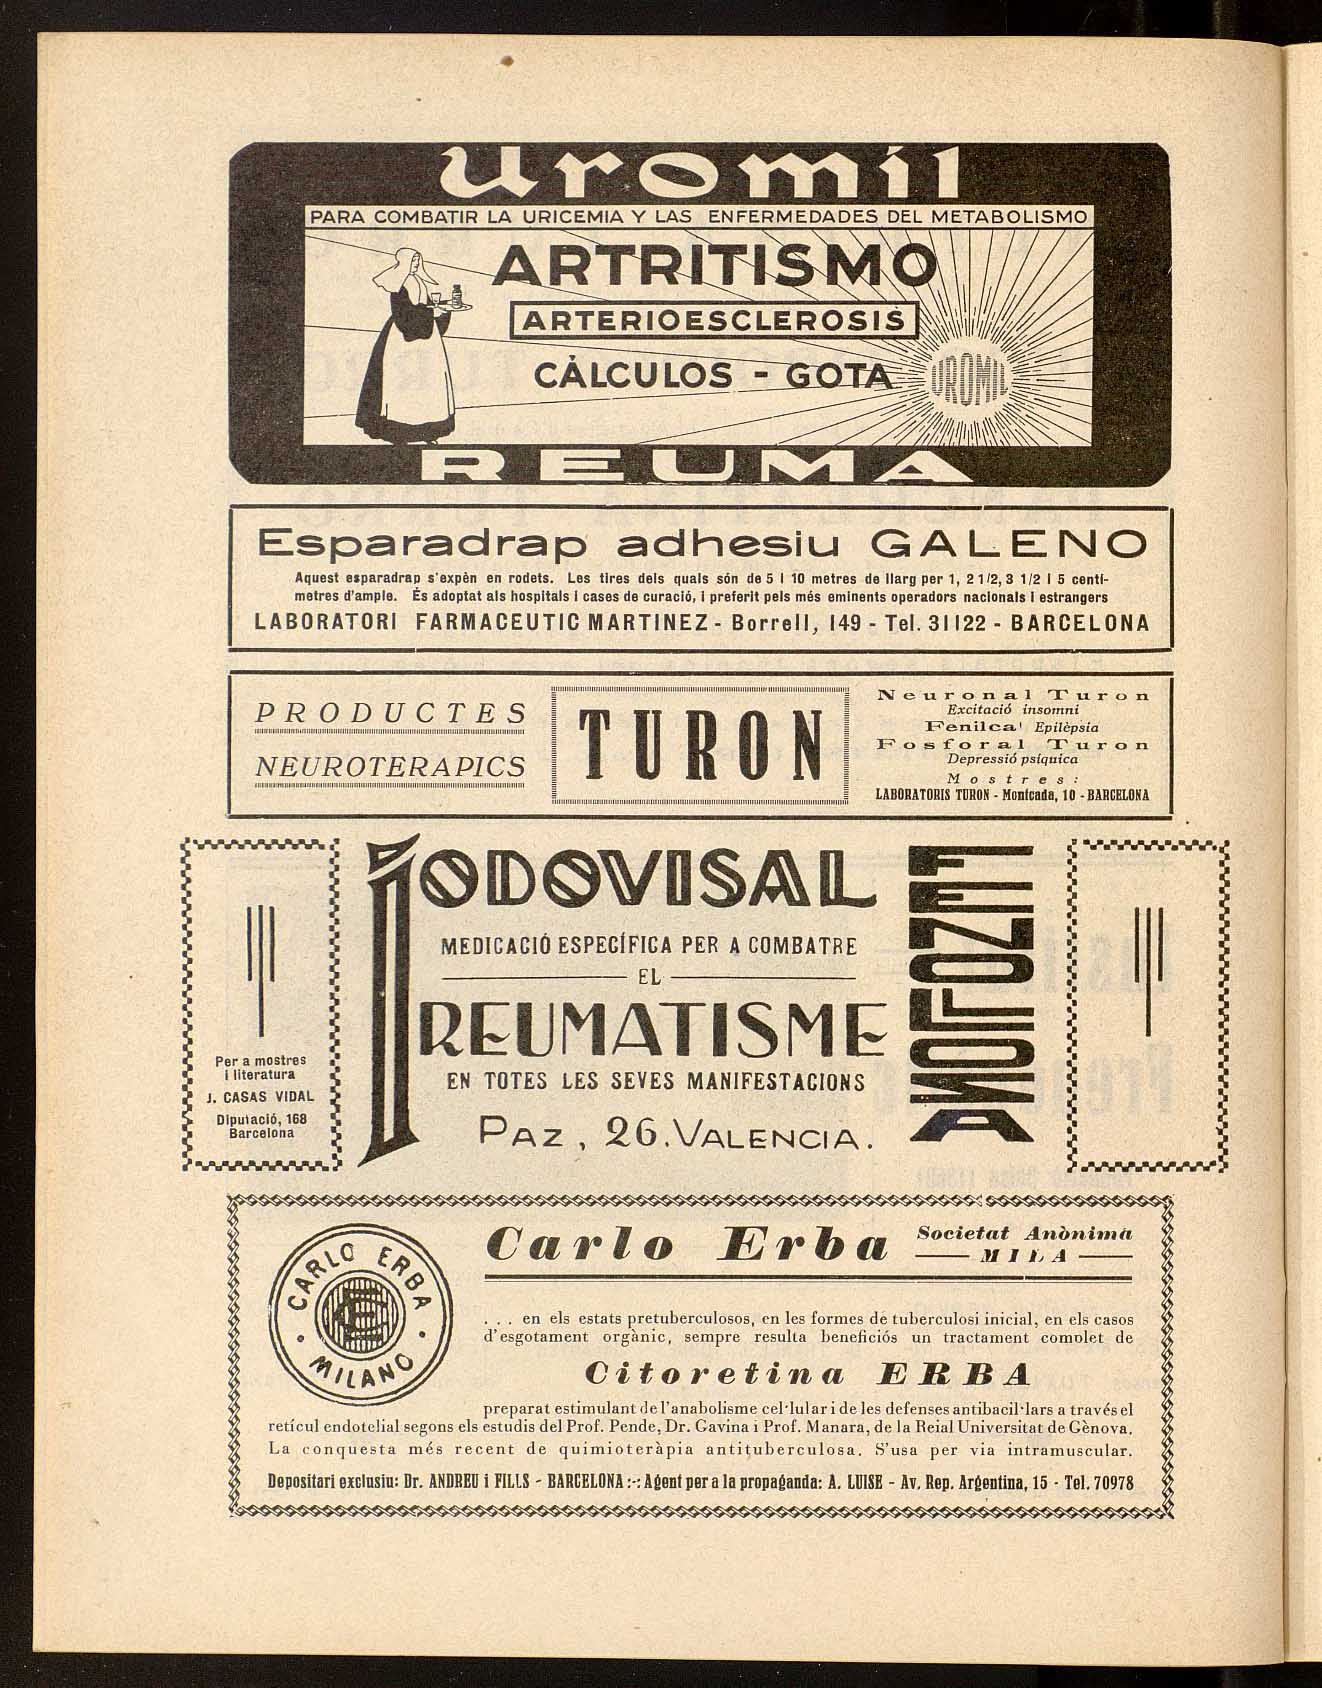 uromil
PARA COMBATIR LA URICEMIA Y LAS ENFERMEDADES DEL METABOLISMO
ARTRITISMO
ARTERIOESCLEROSIS
CÁLCULOS - GOTA
UROMIL
REUMA
Esparadrap adhesiu GALENO
Aquest esparadrap s'expèn en rodets. Les tires dels quals són de 5 i 10 metres de llarg per 1, 2 1/2, 3 1/2 i 5 centí-
metres d'ample. És adoptat als hospitals i cases de curació, i preferit pels més eminents operadors nacionals i estrangers
LABORATORI FARMACEUTIC MARTINEZ - Borrell, 149 - Tel. 31122 - BARCELONA
PRODUCTES
NEUROTERAPICS
TURON
Neuronal Turon
Excitació insomni
Fenilcal Epilèpsia
Fosforal Turon
Depressió psíquica
Mostres:
LABORATORIS TURON - Montcada, 10 - BARCELONA
Per a mostres
i literatura
J. CASAS VIDAL
Diputació, 168
Barcelona
IODOVISAL
MEDICACIÓ ESPECÍFICA PER A COMBATRE
EL
REUMATISME
EN TOTES LES SEVES MANIFESTACIONS
PAZ, 26. VALENCIA.
FENOLONA
CARLO ERBA
MILANO
Carlo Erba
Societat Anònima
MILA
. . . en els estats pretuberculosos, en les formes de tuberculosi inicial, en els casos
d'esgotament orgànic, sempre resulta beneficiós un tractament comolet de
Citoretina ERBA
preparat estimulant de l'anabolisme cel·lular i de les defenses antibacil·lars a través el
retícul endotelial segons els estudis del Prof. Pende, Dr. Gavina i Prof. Manara, de la Reial Universitat de Gènova.
La conquesta més recent de quimioteràpia antituberculosa. S'usa per via intramuscular.
Depositari exclusiu: Dr. ANDREU i FILLS - BARCELONA :-: Agent per a la propaganda: A. LUISE - Av. Rep. Argentina, 15 - Tel. 70978